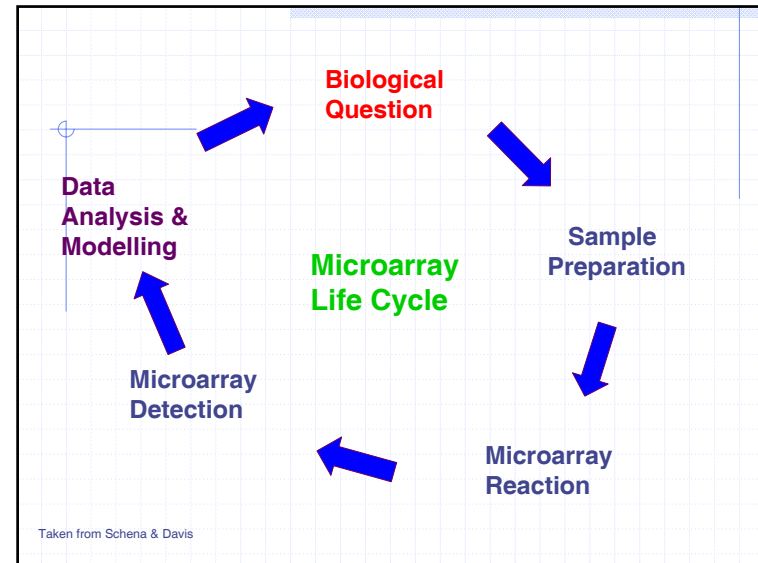 Biological
Question
Data
Analysis &
Modelling
Sample
Preparation
Microarray
Life Cycle
Microarray
Detection
Microarray
Reaction
Taken from Schena & Davis